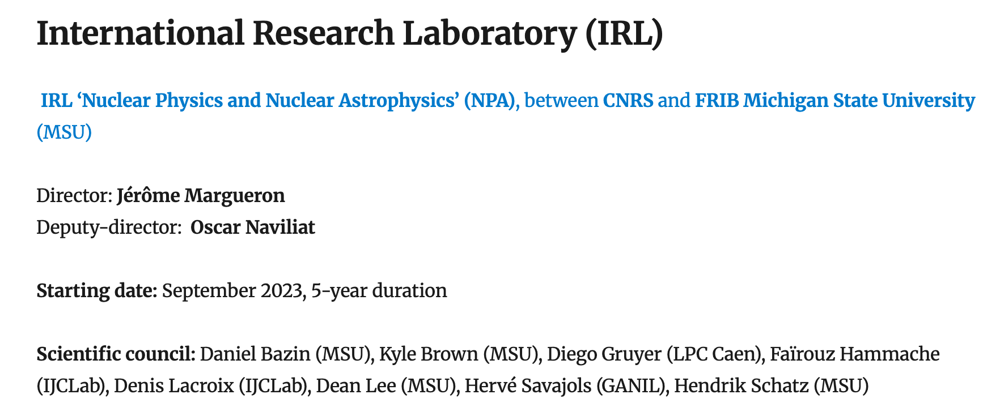 International Research Laboratory (IRL)
IRL ‘Nuclear Physics and Nuclear Astrophysics’ (NPA), between CNRS and FRIB Michigan State University
(MSU)
Director: Jérôme Margueron
Deputy-director: Oscar Naviliat
Starting date: September 2023, 5-year duration
Scientific council: Daniel Bazin (MSU), Kyle Brown (MSU), Diego Gruyer (LPC Caen), Faïrouz Hammache
(IJCLab), Denis Lacroix (IJCLab), Dean Lee (MSU), Hervé Savajols (GANIL), Hendrik Schatz (MSU)